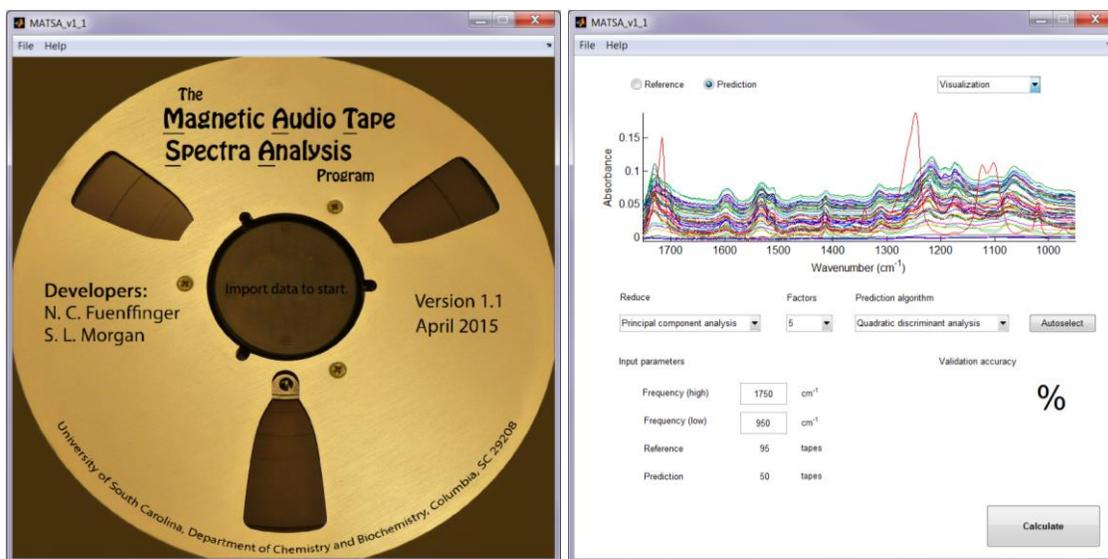 MATSA_v1_1
File Help
The
Magnetic Audio Tape
Spectra Analysis
Program
Import data to start.
Developers:
N. C. Fuenffinger
S. L. Morgan
Version 1.1
April 2015
University of South Carolina, Department of Chemistry and Biochemistry, Columbia, SC 29208
MATSA_v1_1
File Help
Reference Prediction Visualization
0.15
0.1
0.05
0
Absorbance
1700 1600 1500 1400 1300 1200 1100 1000
Wavenumber (cm⁻¹)
Reduce Factors Prediction algorithm
Principal component analysis 5 Quadratic discriminant analysis Autoselect
Input parameters Validation accuracy
Frequency (high) 1750 cm⁻¹
%
Frequency (low) 950 cm⁻¹
Reference 95 tapes
Prediction 50 tapes
Calculate